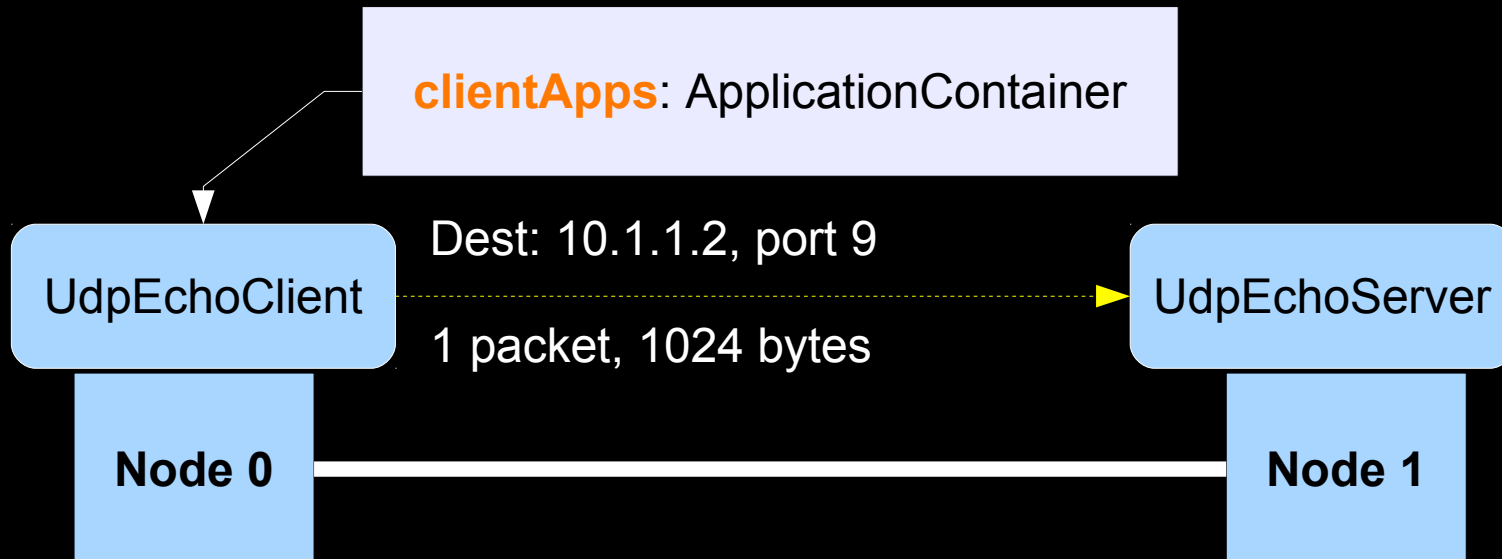 clientApps: ApplicationContainer
Dest: 10.1.1.2, port 9
UdpEchoClient
UdpEchoServer
1 packet, 1024 bytes
Node 0
Node 1